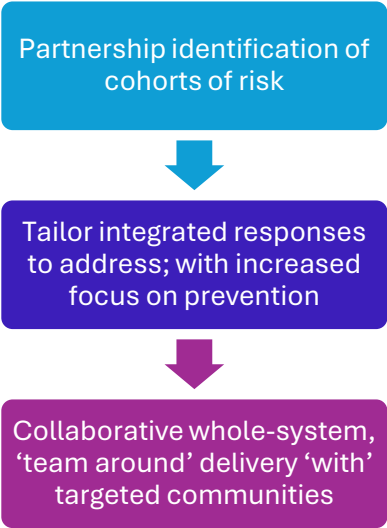 Partnership identification of
cohorts of risk
Tailor integrated responses
to address; with increased
focus on prevention
Collaborative whole-system,
‘team around’ delivery ‘with’
targeted communities